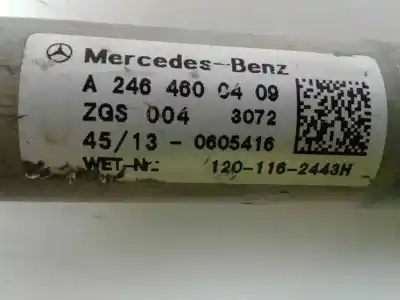 Mercedes-Benz
A 246 460 04 09
ZGS 004 3072
45/13 - 0605416
WET-Nr.: 120-116-2443H